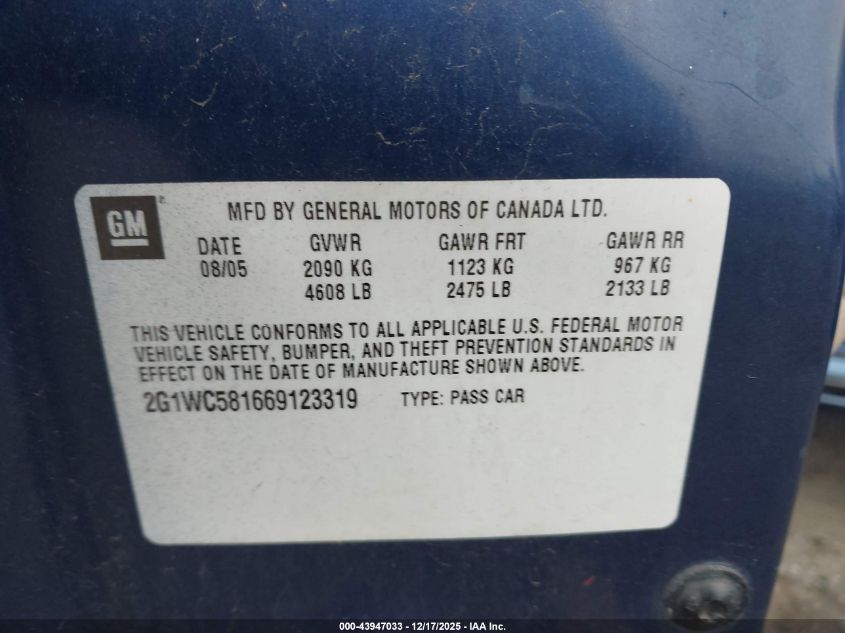 GM
MFD BY GENERAL MOTORS OF CANADA LTD.
DATE GVWR GAWR FRT GAWR RR
08/05 2090 KG 1123 KG 967 KG
4608 LB 2475 LB 2133 LB
THIS VEHICLE CONFORMS TO ALL APPLICABLE U.S. FEDERAL MOTOR
VEHICLE SAFETY, BUMPER, AND THEFT PREVENTION STANDARDS IN
EFFECT ON THE DATE OF MANUFACTURE SHOWN ABOVE.
2G1WC581669123319 TYPE: PASS CAR
000-43947033 - 12/17/2025 - IAA Inc.